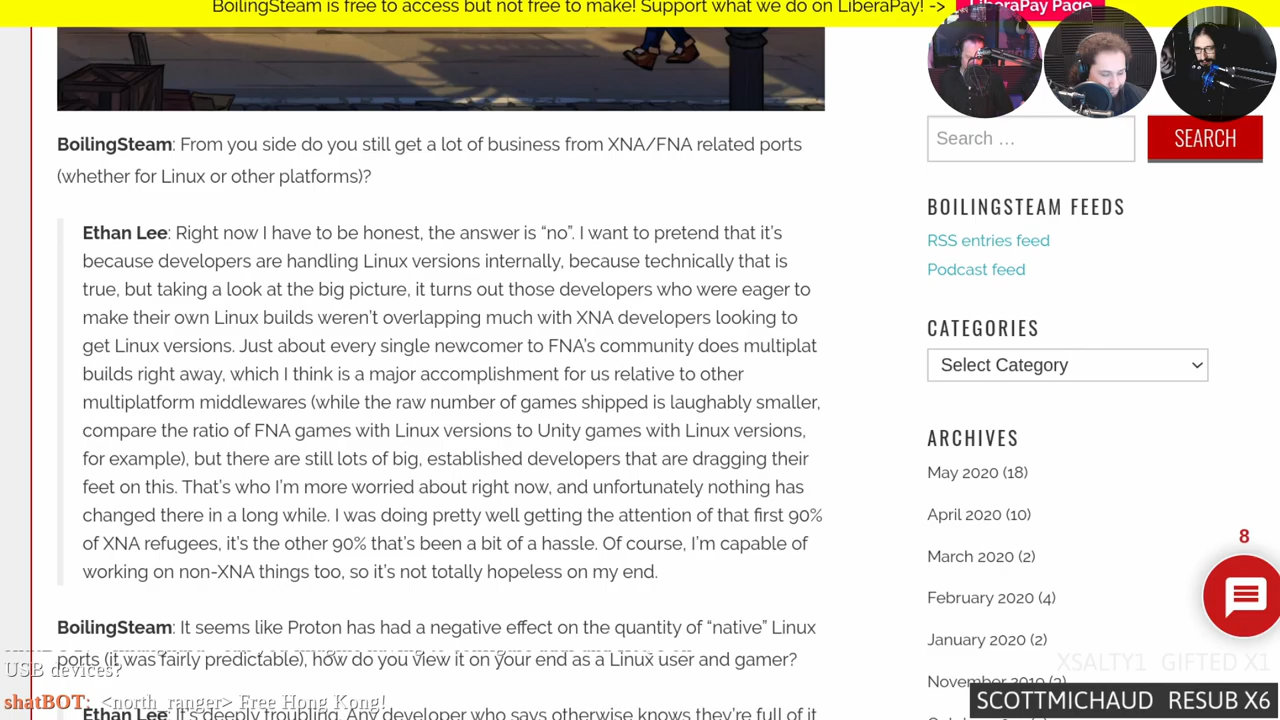 BoilingSteam is free to access but not free to make! Support what we do on LiberaPay! -> LiberaPay Page
BoilingSteam: From you side do you still get a lot of business from XNA/FNA related ports
(whether for Linux or other platforms)?
Ethan Lee: Right now I have to be honest, the answer is “no”. I want to pretend that it’s
because developers are handling Linux versions internally, because technically that is
true, but taking a look at the big picture, it turns out those developers who were eager to
make their own Linux builds weren’t overlapping much with XNA developers looking to
get Linux versions. Just about every single newcomer to FNA’s community does multiplat
builds right away, which I think is a major accomplishment for us relative to other
multiplatform middlewares (while the raw number of games shipped is laughably smaller,
compare the ratio of FNA games with Linux versions to Unity games with Linux versions,
for example), but there are still lots of big, established developers that are dragging their
feet on this. That’s who I’m more worried about right now, and unfortunately nothing has
changed there in a long while. I was doing pretty well getting the attention of that first 90%
of XNA refugees, it’s the other 90% that’s been a bit of a hassle. Of course, I’m capable of
working on non-XNA things too, so it’s not totally hopeless on my end.
BoilingSteam: It seems like Proton has had a negative effect on the quantity of “native” Linux
ports (it was fairly predictable), how do you view it on your end as a Linux user and gamer?
USB devices?
shatBOT: <north_ranger> Free Hong Kong!
Ethan Lee: It’s deeply troubling. Any developer who says otherwise knows they’re full of it
Search …
SEARCH
BOILINGSTEAM FEEDS
RSS entries feed
Podcast feed
CATEGORIES
Select Category
ARCHIVES
May 2020 (18)
April 2020 (10)
March 2020 (2)
February 2020 (4)
January 2020 (2)
November 2019 (3)
8
XSALTY1 GIFTED X1
SCOTTMICHAUD RESUB X6